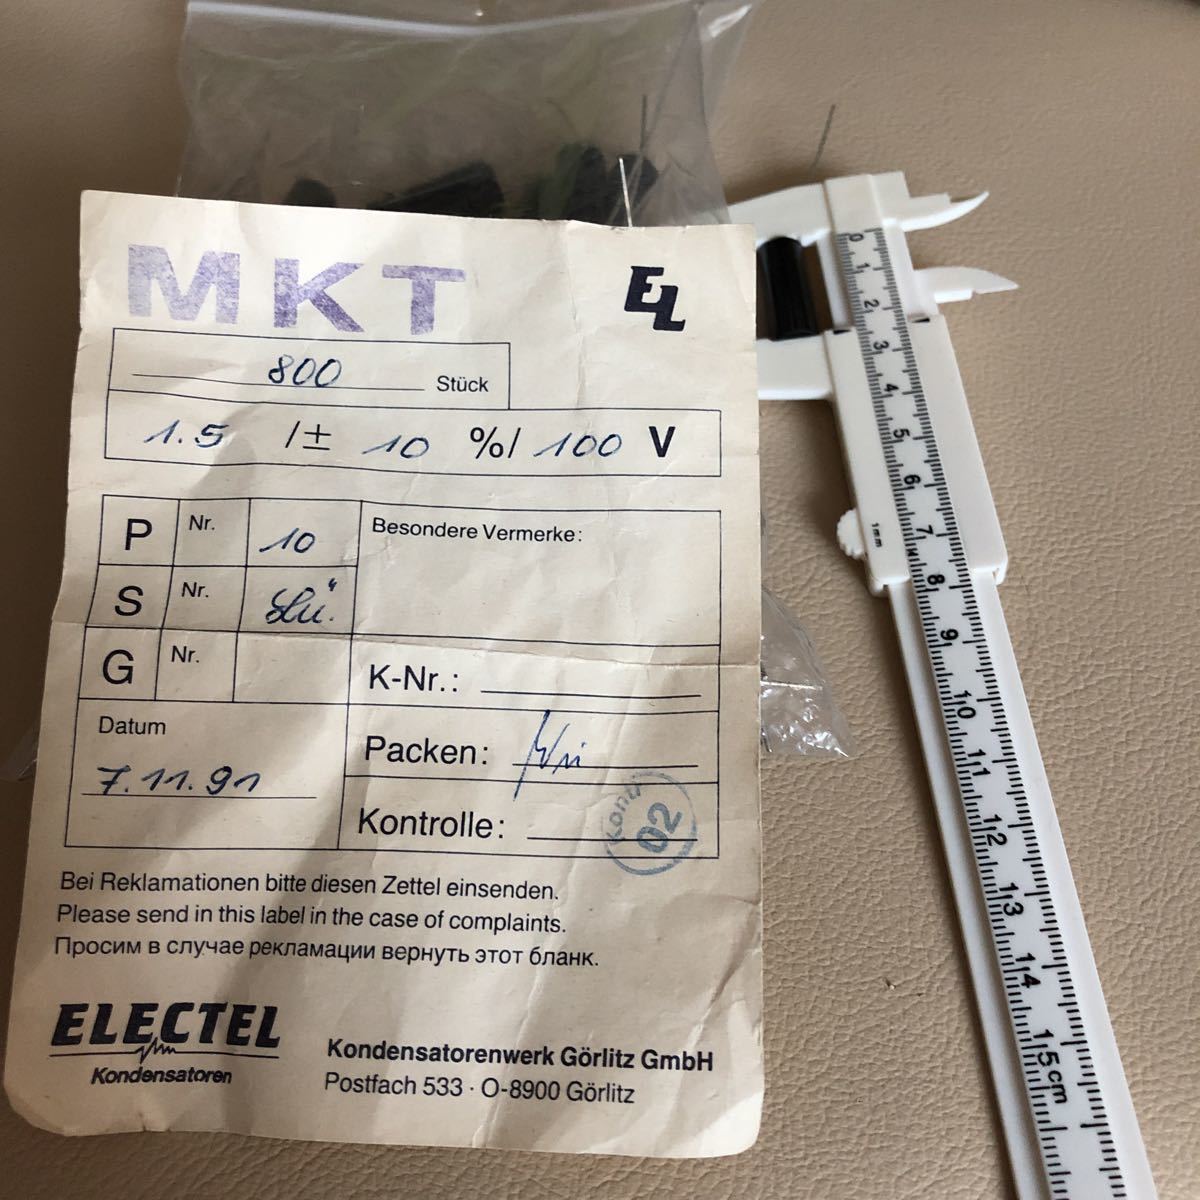 MKT
EL
800 Stück
1.5 /± 10 %/ 100 V
P Nr. 10
Besondere Vermerke:
S Nr.
G Nr.
K-Nr.:
Datum
7.11.91
Packen:
Kontrolle:
02
Bei Reklamationen bitte diesen Zettel einsenden.
Please send in this label in the case of complaints.
Просим в случае рекламации вернуть этот бланк.
ELECTEL
Kondensatoren
Kondensatorenwerk Görlitz GmbH
Postfach 533 · O-8900 Görlitz
0 1 2 3 4 5 6 7 8 9 10 11 12 13 14 15cm
1mm